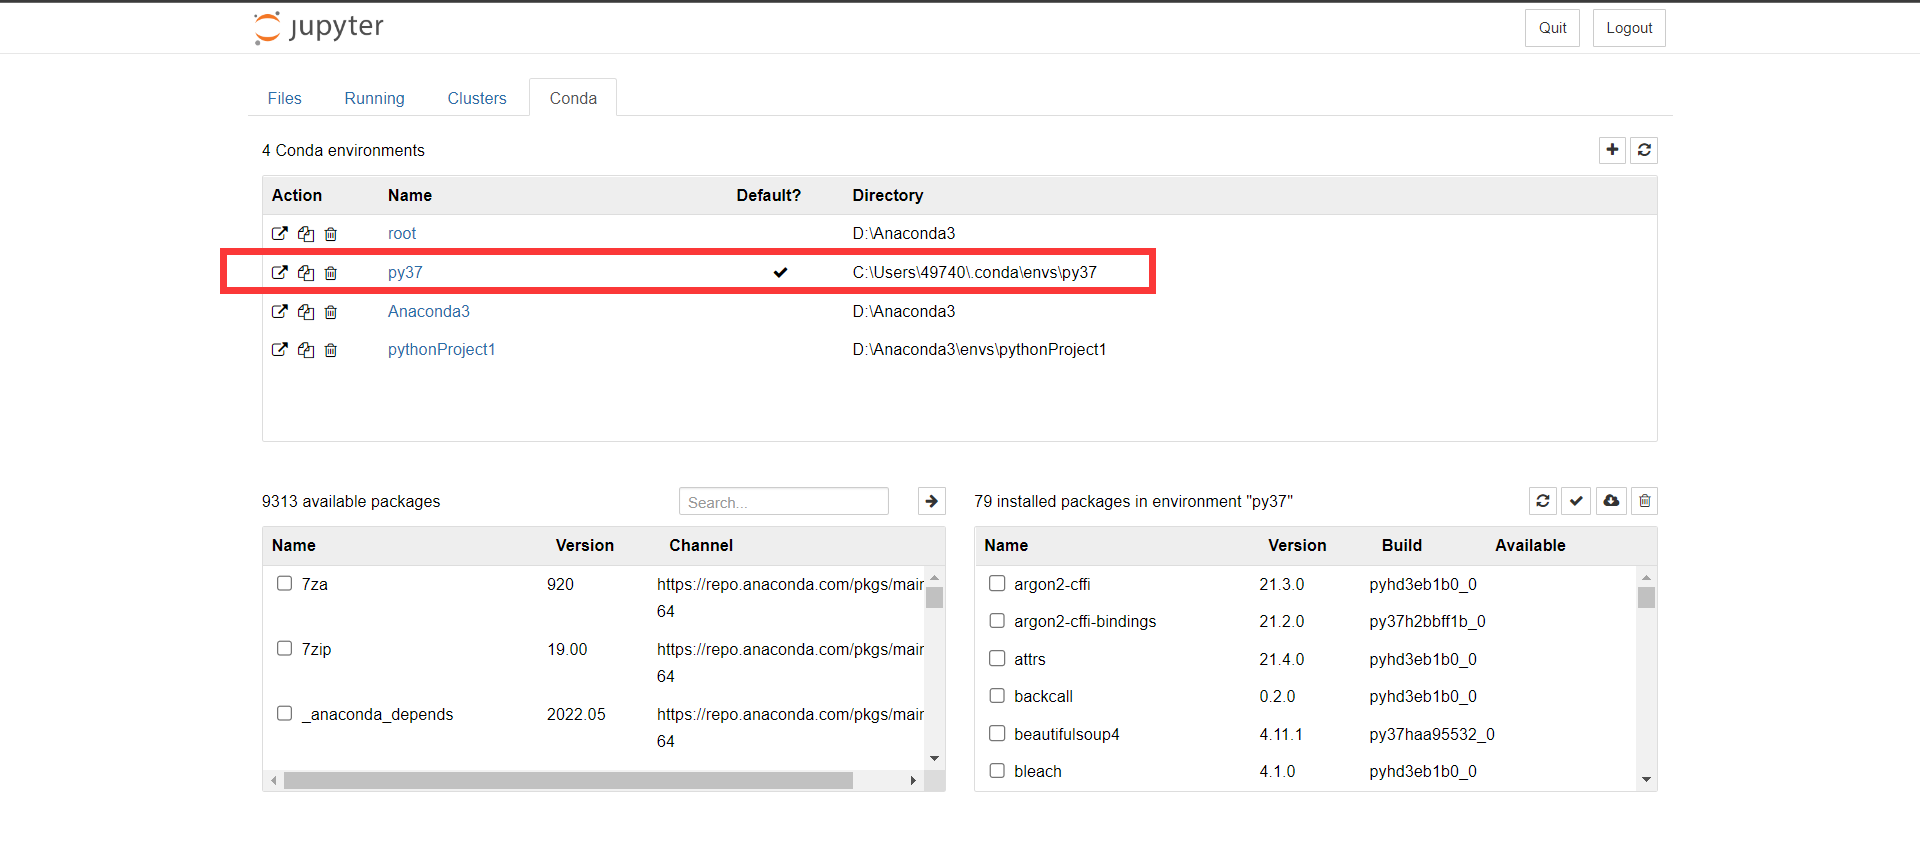 jupyter
Quit Logout
Files Running Clusters Conda
4 Conda environments
Action Name Default? Directory
root D:\Anaconda3
py37 C:\Users\49740\.conda\envs\py37
Anaconda3 D:\Anaconda3
pythonProject1 D:\Anaconda3\envs\pythonProject1
9313 available packages Search...
Name Version Channel
7za 920 https://repo.anaconda.com/pkgs/main
64
7zip 19.00 https://repo.anaconda.com/pkgs/main
64
_anaconda_depends 2022.05 https://repo.anaconda.com/pkgs/main
64
79 installed packages in environment "py37"
Name Version Build Available
argon2-cffi 21.3.0 pyhd3eb1b0_0
argon2-cffi-bindings 21.2.0 py37h2bbff1b_0
attrs 21.4.0 pyhd3eb1b0_0
backcall 0.2.0 pyhd3eb1b0_0
beautifulsoup4 4.11.1 py37haa95532_0
bleach 4.1.0 pyhd3eb1b0_0